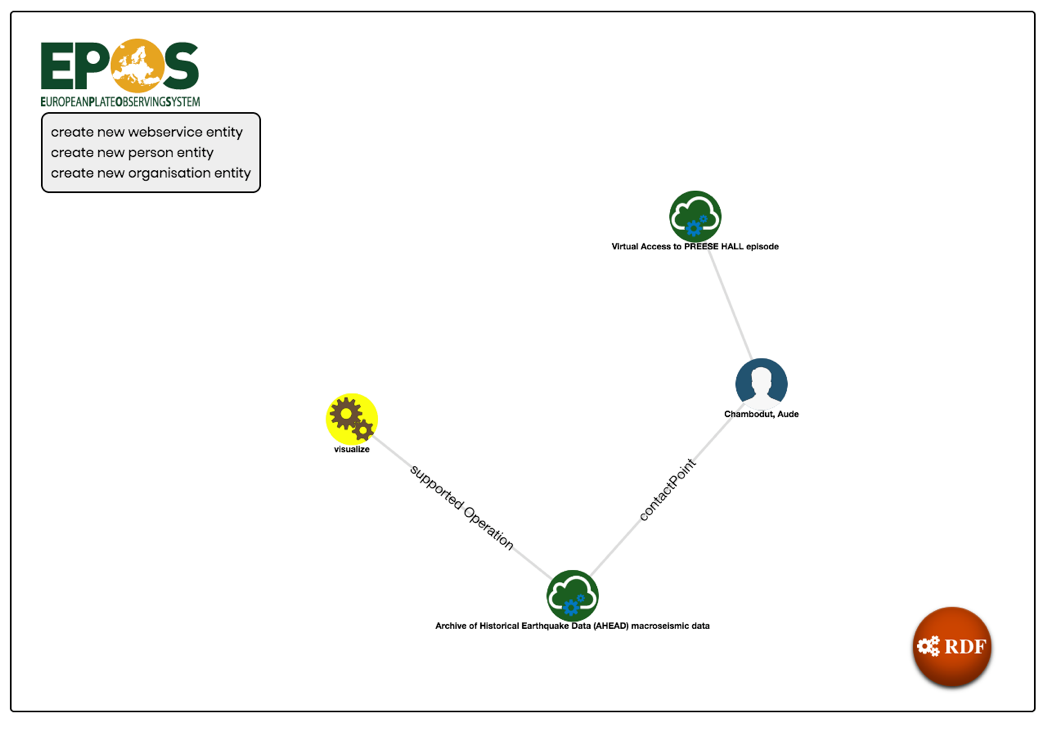 EPOS
EUROPEANPLATEOBSERVINGSYSTEM
create new webservice entity
create new person entity
create new organisation entity
Virtual Access to PREESE HALL episode
Chambodut, Aude
visualize
supported Operation
contactPoint
Archive of Historical Earthquake Data (AHEAD) macroseismic data
RDF